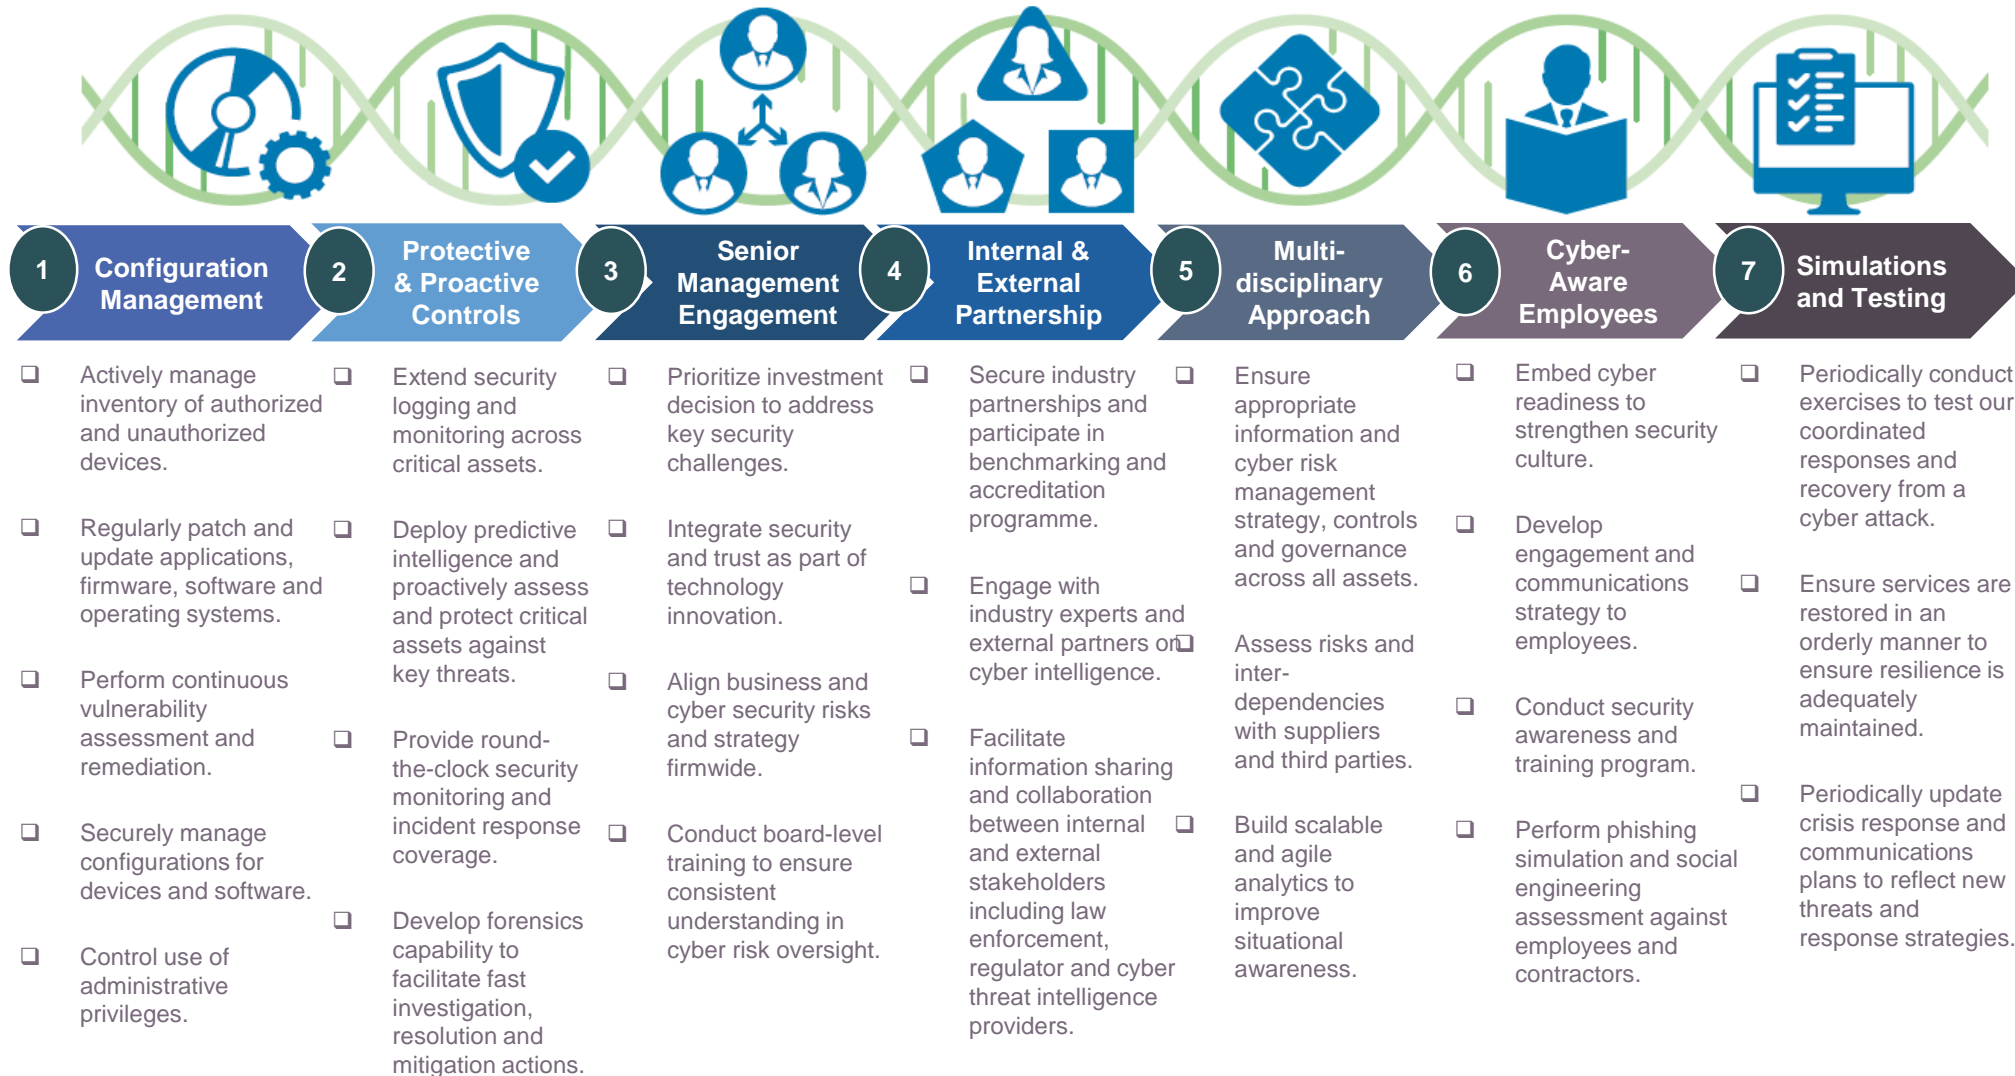 1
Configuration
Management
2
Protective
& Proactive
Controls
3
Senior
Management
Engagement
4
Internal &
External
Partnership
5
Multi-
disciplinary
Approach
6
Cyber-
Aware
Employees
7
Simulations
and Testing
Actively manage
inventory of authorized
and unauthorized
devices.
Regularly patch and
update applications,
firmware, software and
operating systems.
Perform continuous
vulnerability
assessment and
remediation.
Securely manage
configurations for
devices and software.
Control use of
administrative
privileges.
Extend security
logging and
monitoring across
critical assets.
Deploy predictive
intelligence and
proactively assess
and protect critical
assets against
key threats.
Provide round-
the-clock security
monitoring and
incident response
coverage.
Develop forensics
capability to
facilitate fast
investigation,
resolution and
mitigation actions.
Prioritize investment
decision to address
key security
challenges.
Integrate security
and trust as part of
technology
innovation.
Align business and
cyber security risks
and strategy
firmwide.
Conduct board-level
training to ensure
consistent
understanding in
cyber risk oversight.
Secure industry
partnerships and
participate in
benchmarking and
accreditation
programme.
Engage with
industry experts and
external partners on
cyber intelligence.
Facilitate
information sharing
and collaboration
between internal
and external
stakeholders
including law
enforcement,
regulator and cyber
threat intelligence
providers.
Ensure
appropriate
information and
cyber risk
management
strategy, controls
and governance
across all assets.
Assess risks and
inter-
dependencies
with suppliers
and third parties.
Build scalable
and agile
analytics to
improve
situational
awareness.
Embed cyber
readiness to
strengthen security
culture.
Develop
engagement and
communications
strategy to
employees.
Conduct security
awareness and
training program.
Perform phishing
simulation and social
engineering
assessment against
employees and
contractors.
Periodically conduct
exercises to test our
coordinated
responses and
recovery from a
cyber attack.
Ensure services are
restored in an
orderly manner to
ensure resilience is
adequately
maintained.
Periodically update
crisis response and
communications
plans to reflect new
threats and
response strategies.